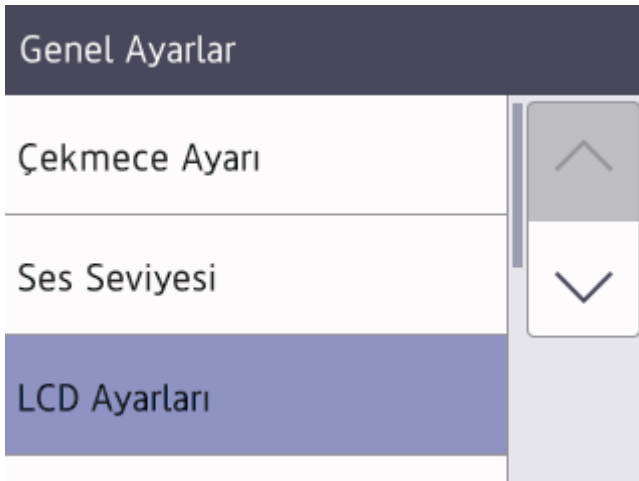 Genel Ayarlar
Çekmece Ayarı
Ses Seviyesi
LCD Ayarları